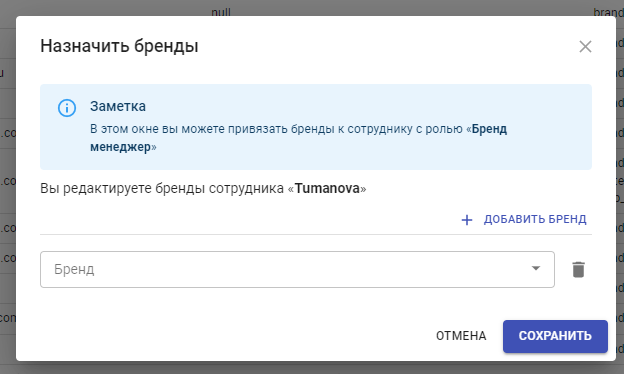 null
brand
Назначить бренды
Заметка
В этом окне вы можете привязать бренды к сотруднику с ролью «Бренд
менеджер»
Вы редактируете бренды сотрудника «Tumanova»
ДОБАВИТЬ БРЕНД
Бренд
ОТМЕНА
СОХРАНИТЬ